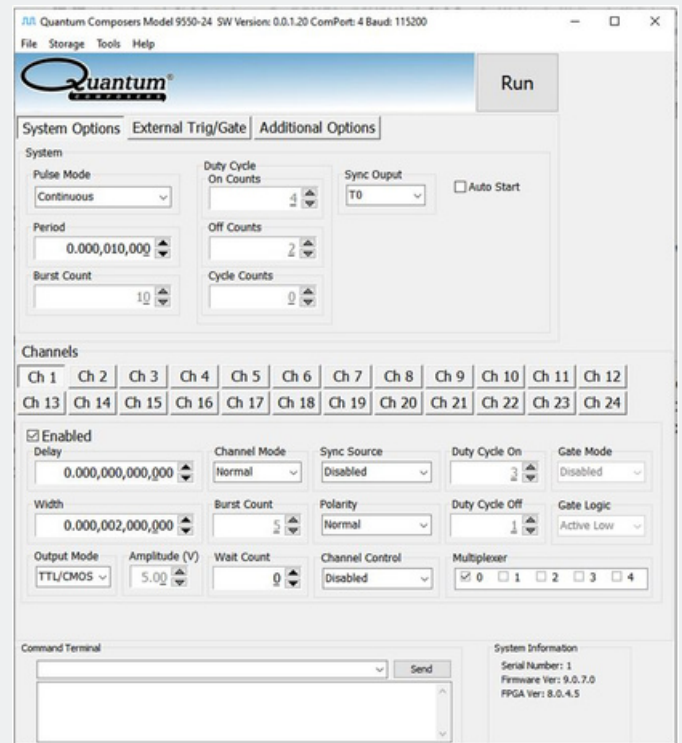 Quantum Composers Model 9550-24 SW Version: 0.0.1.20 ComPort: 4 Baud: 115200
File Storage Tools Help
Quantum®
COMPOSERS
Run
System Options External Trig/Gate Additional Options
System
Pulse Mode
Continuous
Period
0.000,010,000
Burst Count
10
Duty Cycle
On Counts
4
Off Counts
2
Cycle Counts
0
Sync Ouput
T0
Auto Start
Channels
Ch 1 Ch 2 Ch 3 Ch 4 Ch 5 Ch 6 Ch 7 Ch 8 Ch 9 Ch 10 Ch 11 Ch 12
Ch 13 Ch 14 Ch 15 Ch 16 Ch 17 Ch 18 Ch 19 Ch 20 Ch 21 Ch 22 Ch 23 Ch 24
Enabled
Delay Channel Mode Sync Source Duty Cycle On Gate Mode
0.000,000,000,000 Normal Disabled 3 Disabled
Width Burst Count Polarity Duty Cycle Off Gate Logic
0.000,002,000,000 5 Normal 1 Active Low
Output Mode Amplitude (V) Wait Count Channel Control Multiplexer
TTL/CMOS 5.00 0 Disabled 0 1 2 3 4
Command Terminal
Send
System Information
Serial Number: 1
Firmware Ver: 9.0.7.0
FPGA Ver: 8.0.4.5